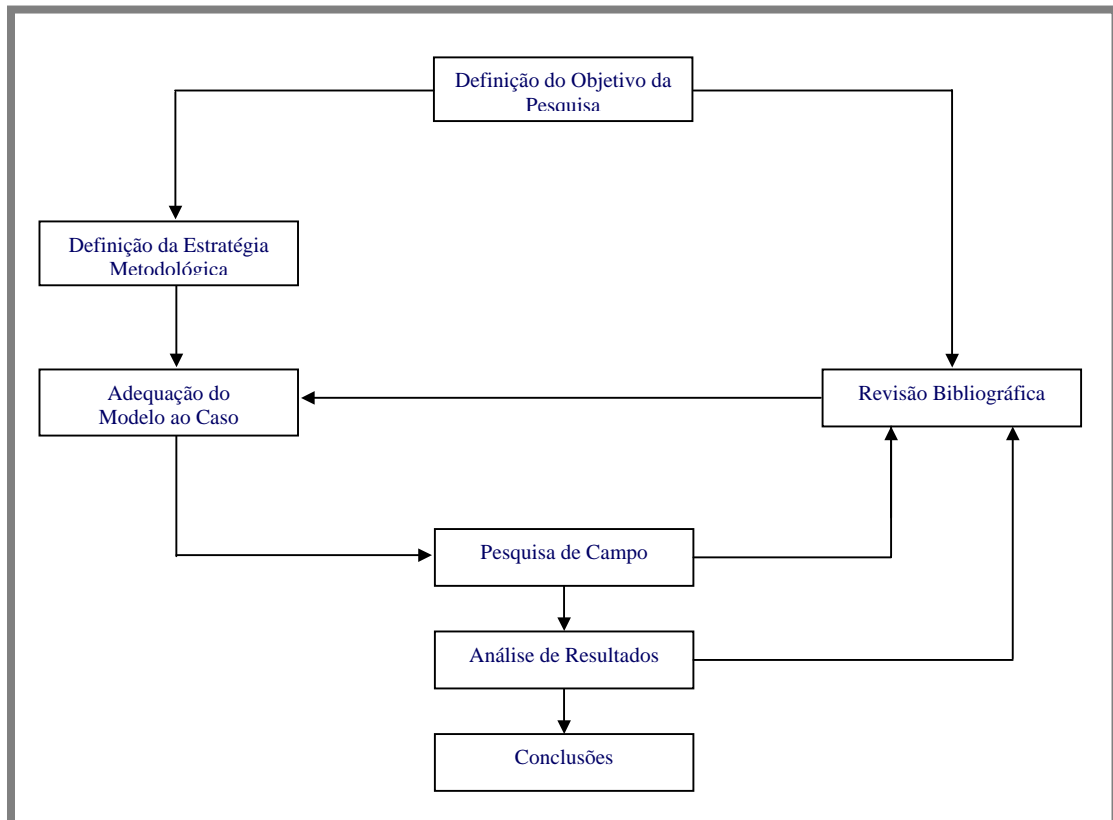 Definição do Objetivo da
Pesquisa
Definição da Estratégia
Metodológica
Adequação do
Modelo ao Caso
Revisão Bibliográfica
Pesquisa de Campo
Análise de Resultados
Conclusões